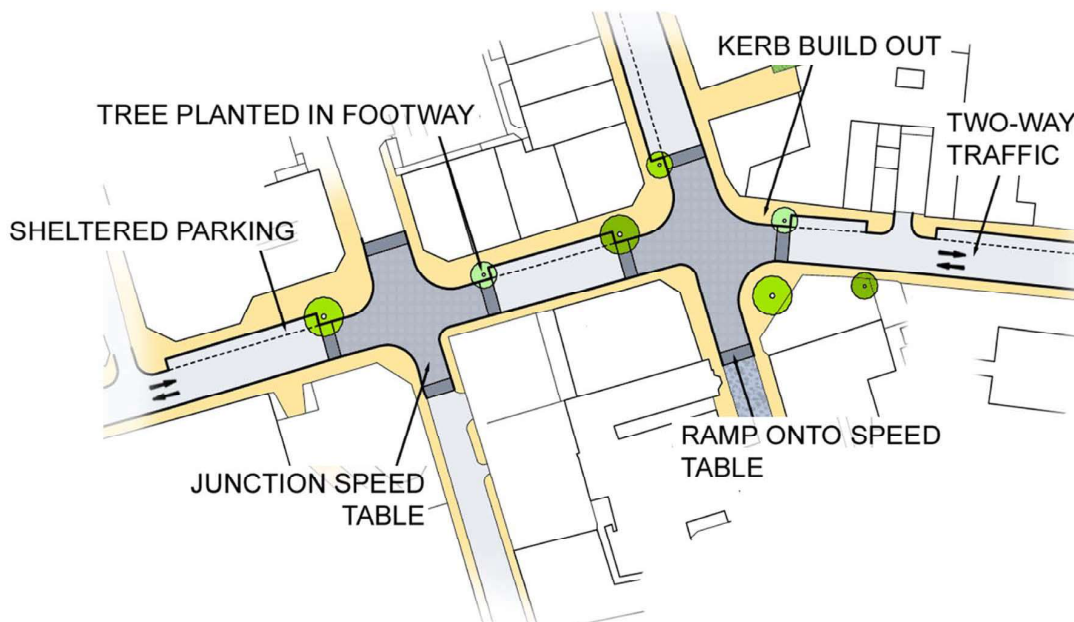 KERB BUILD OUT
TREE PLANTED IN FOOTWAY
TWO-WAY
TRAFFIC
SHELTERED PARKING
RAMP ONTO SPEED
TABLE
JUNCTION SPEED
TABLE